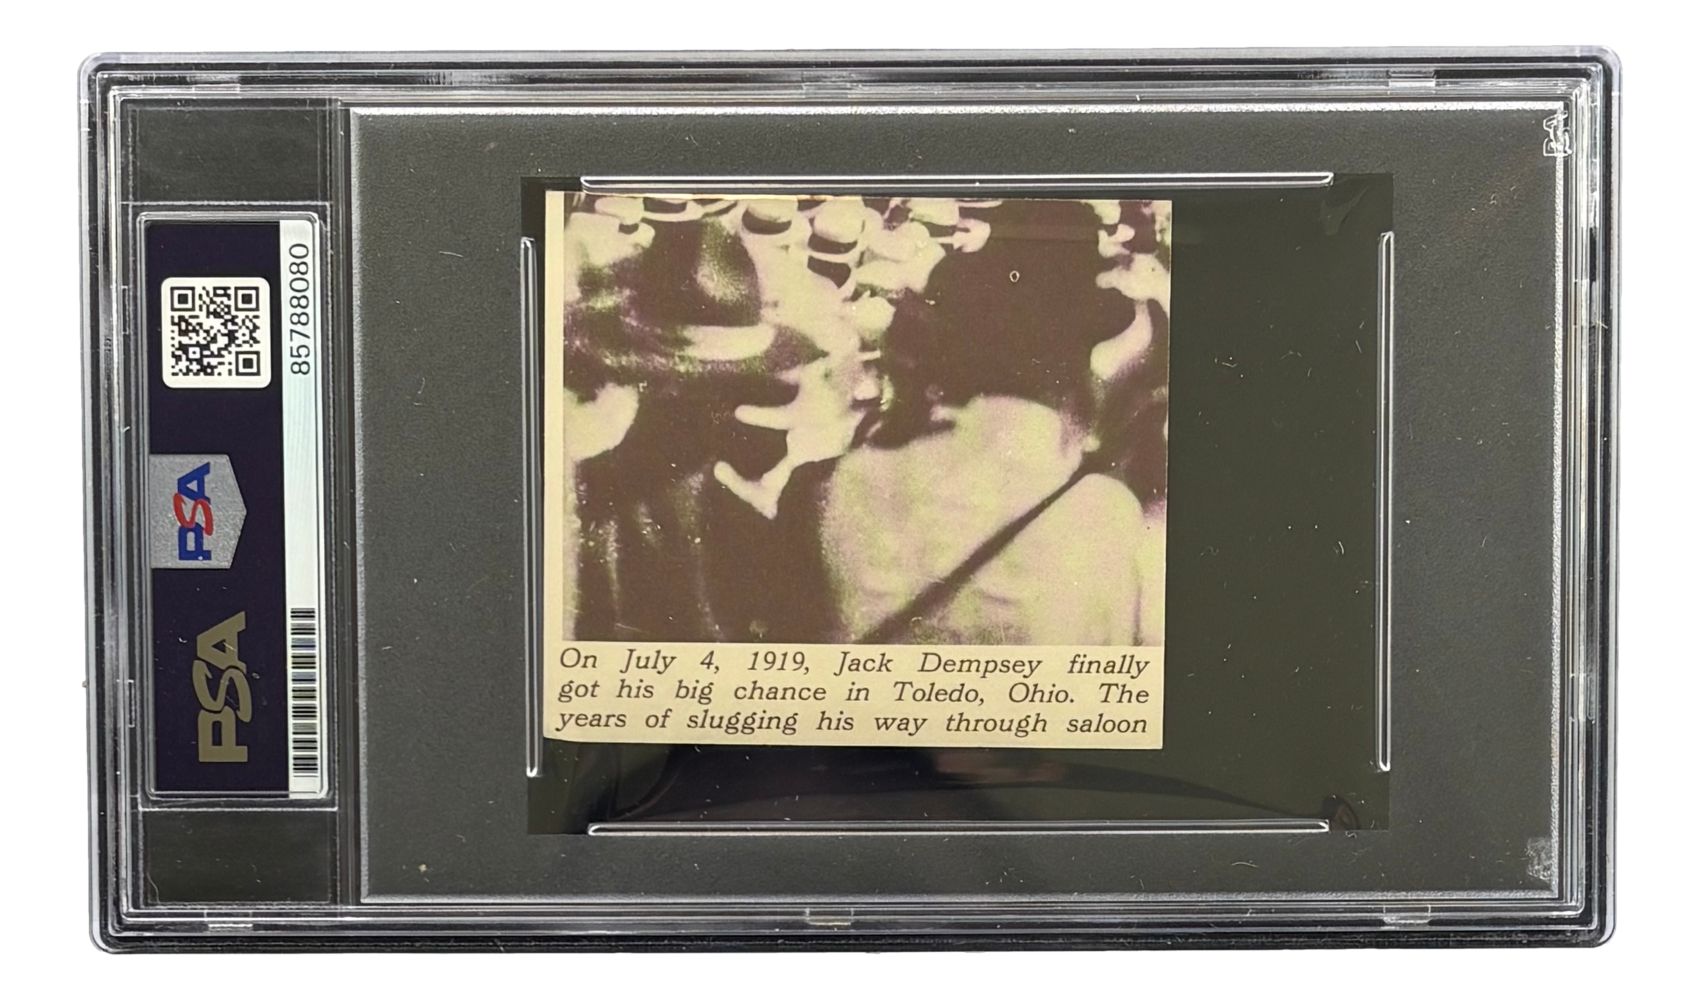 85788080
PSA
PSA
On July 4, 1919, Jack Dempsey finally
got his big chance in Toledo, Ohio. The
years of slugging his way through saloon